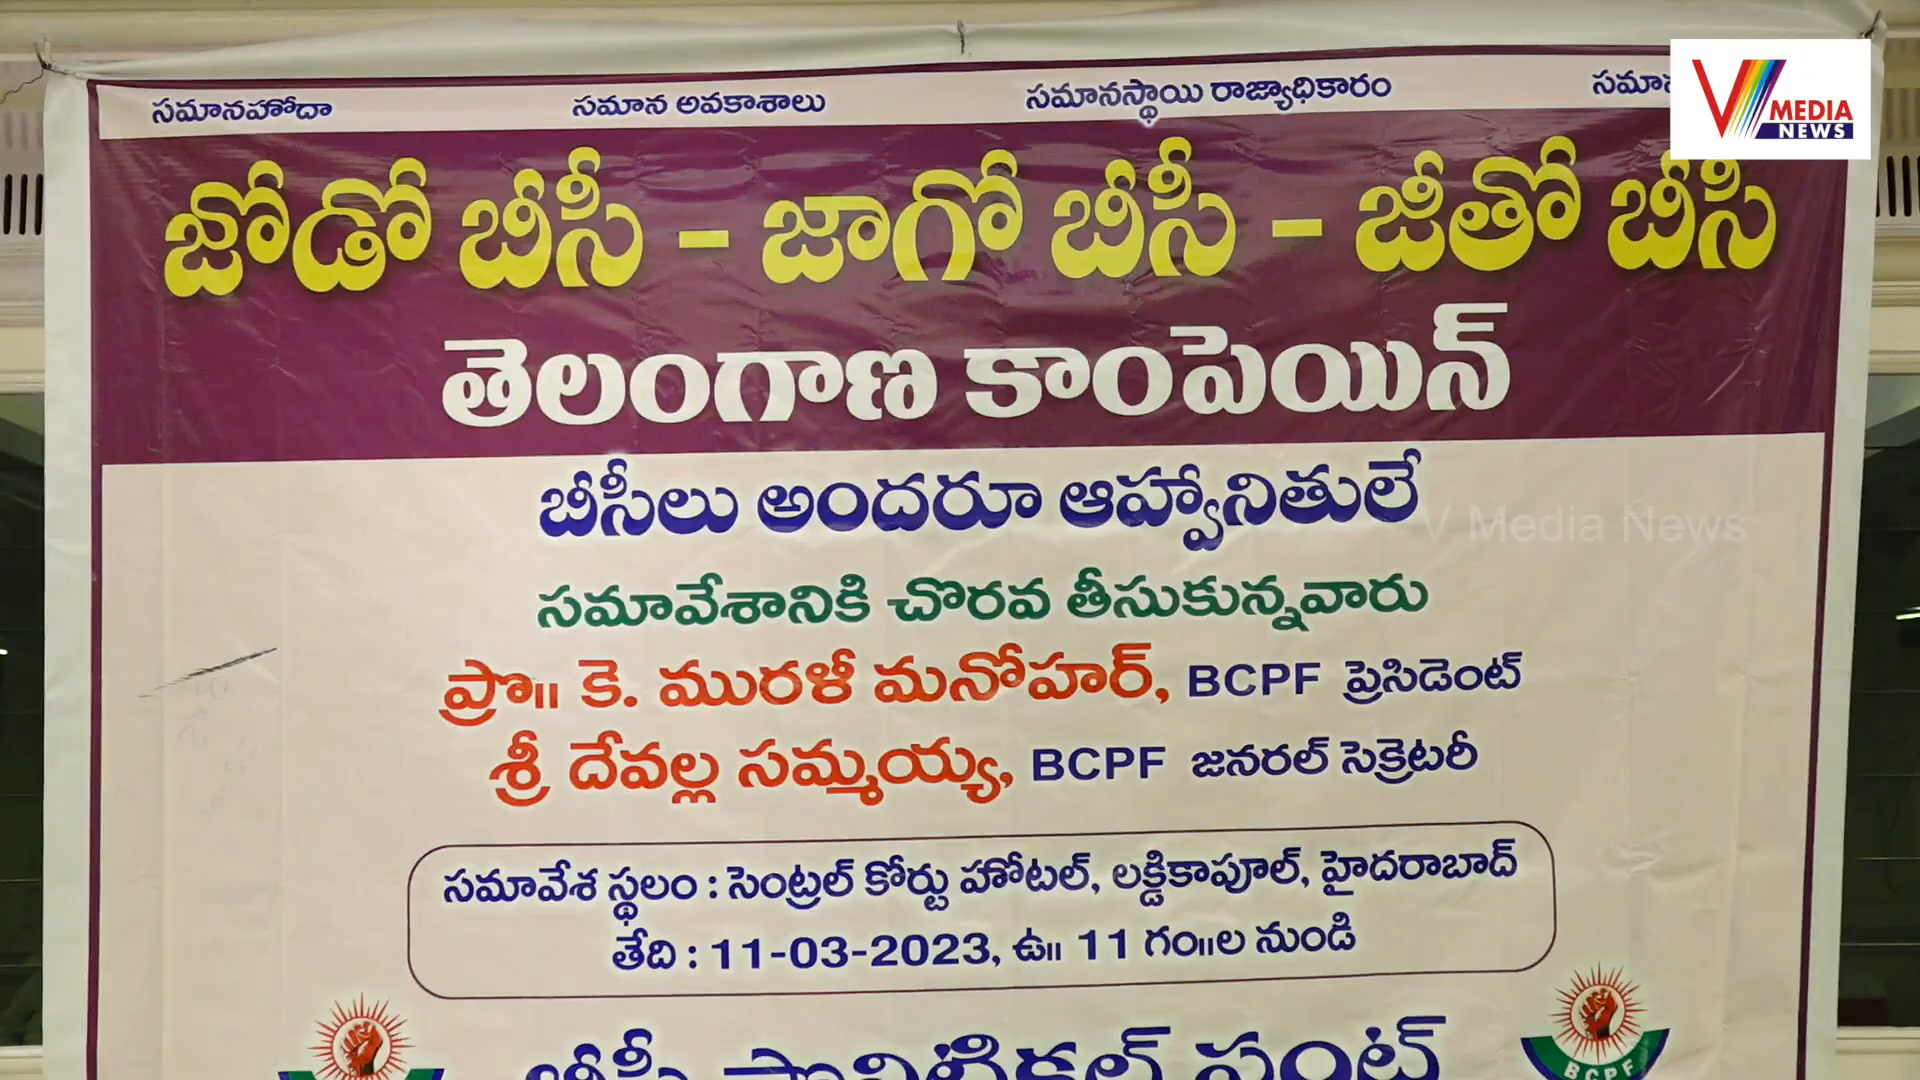 సమానహోదా సమాన అవకాశాలు సమానస్థాయి రాజ్యాధికారం
V MEDIA NEWS
జోడో బీసీ - జాగో బీసీ - జీతో బీసీ
తెలంగాణ కాంపెయిన్
బీసీలు అందరూ ఆహ్వానితులే
V Media News
సమావేశానికి చొరవ తీసుకున్నవారు
ప్రొ॥ కె. మురళీ మనోహర్, BCPF ప్రెసిడెంట్
శ్రీ దేవల్ల సమ్మయ్య, BCPF జనరల్ సెక్రెటరీ
సమావేశ స్థలం : సెంట్రల్ కోర్టు హోటల్, లక్డికాపూల్, హైదరాబాద్
తేది : 11-03-2023, ఉ॥ 11 గం॥ల నుండి
బీసీ పొలిటికల్ ఫ్రంట్
BCPF